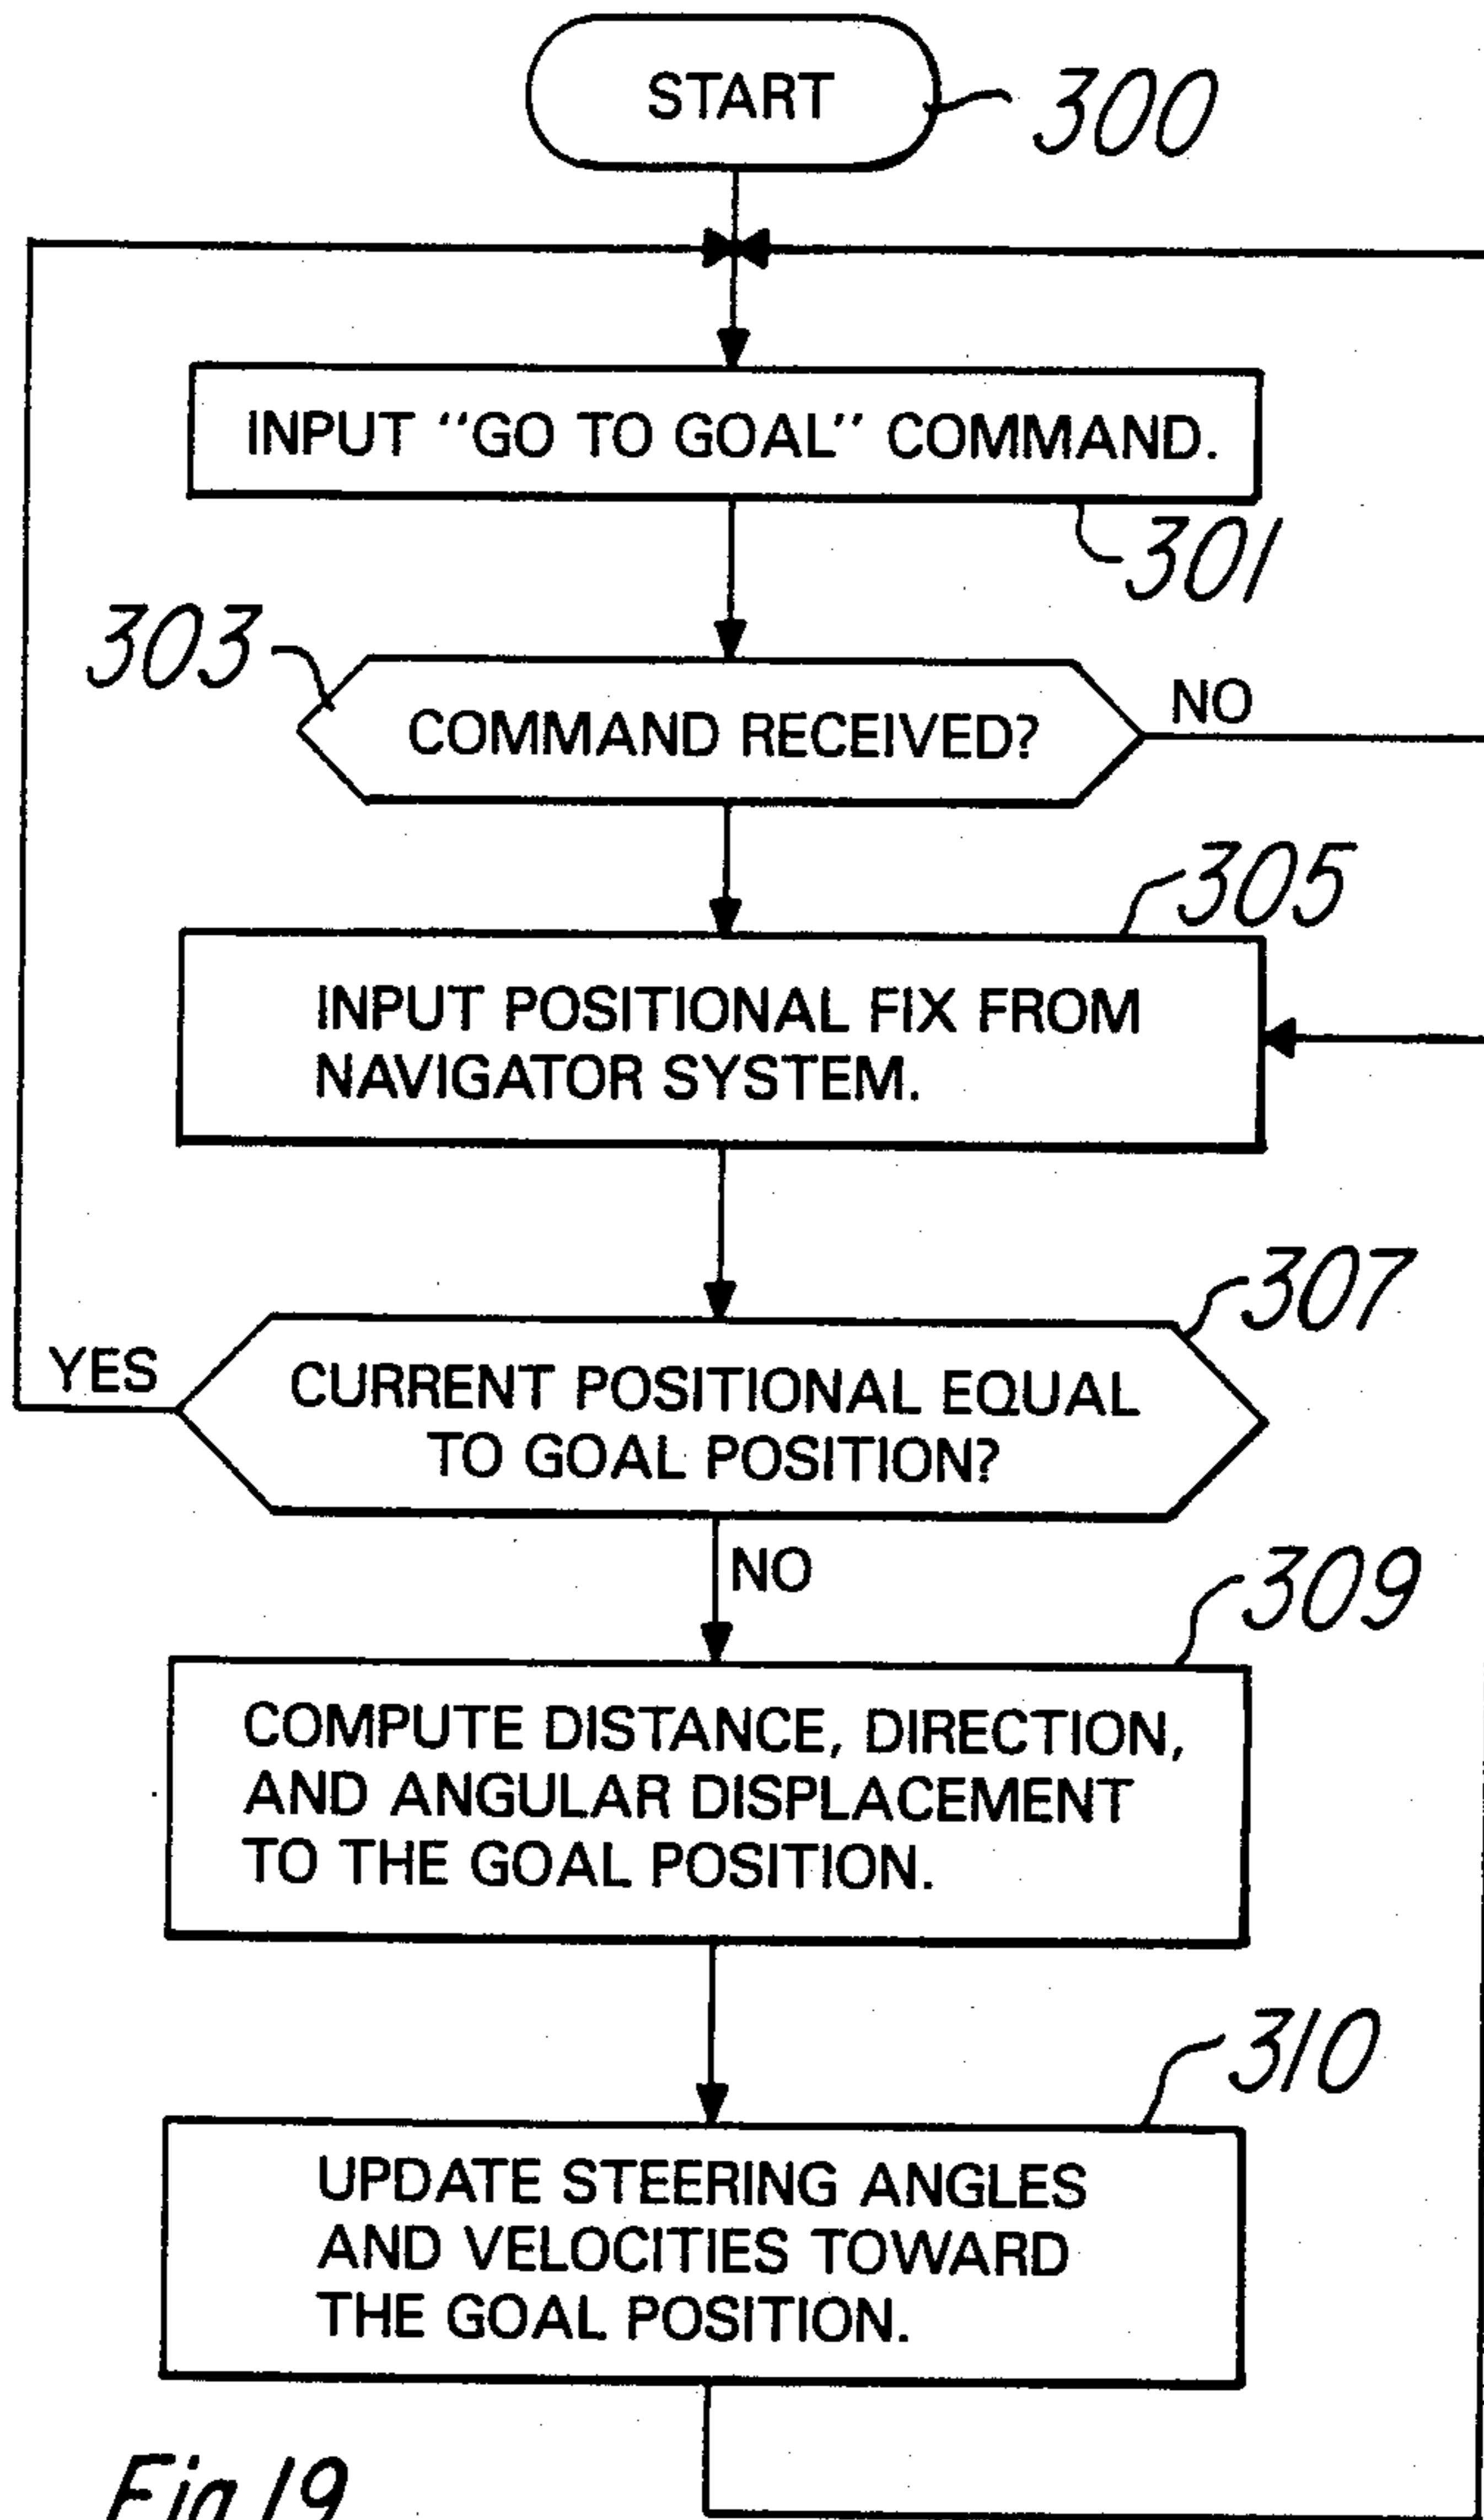 START
300
INPUT “GO TO GOAL” COMMAND.
301
303
COMMAND RECEIVED?
NO
305
INPUT POSITIONAL FIX FROM
NAVIGATOR SYSTEM.
307
YES
CURRENT POSITIONAL EQUAL
TO GOAL POSITION?
NO
309
COMPUTE DISTANCE, DIRECTION,
AND ANGULAR DISPLACEMENT
TO THE GOAL POSITION.
310
UPDATE STEERING ANGLES
AND VELOCITIES TOWARD
THE GOAL POSITION.
Fig.19